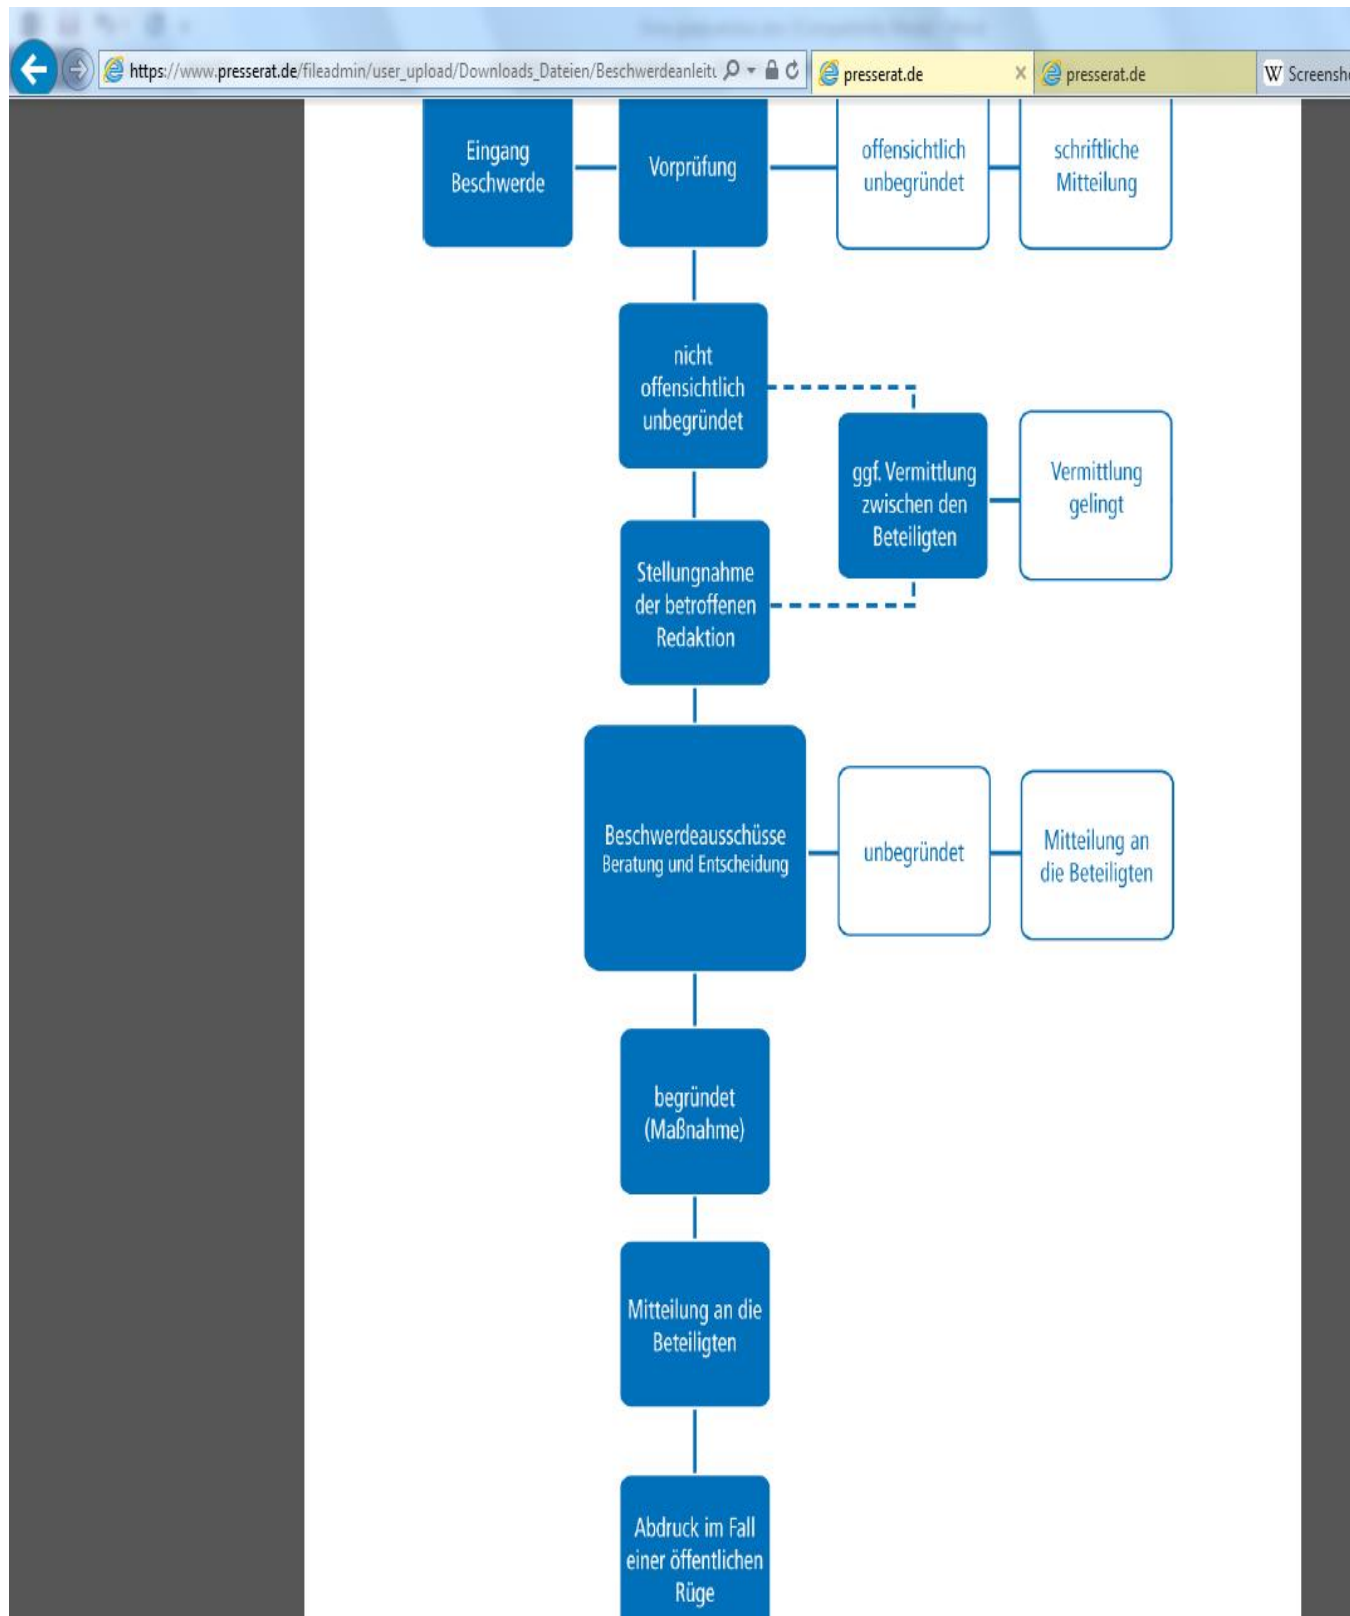 https://www.presserat.de/fileadmin/user_upload/Downloads_Dateien/Beschwerdeanleitu
presserat.de
presserat.de
W Screensho
Eingang
Beschwerde
Vorprüfung
offensichtlich
unbegründet
schriftliche
Mitteilung
nicht
offensichtlich
unbegründet
ggf. Vermittlung
zwischen den
Beteiligten
Vermittlung
gelingt
Stellungnahme
der betroffenen
Redaktion
Beschwerdeausschüsse
Beratung und Entscheidung
unbegründet
Mitteilung an
die Beteiligten
begründet
(Maßnahme)
Mitteilung an die
Beteiligten
Abdruck im Fall
einer öffentlichen
Rüge